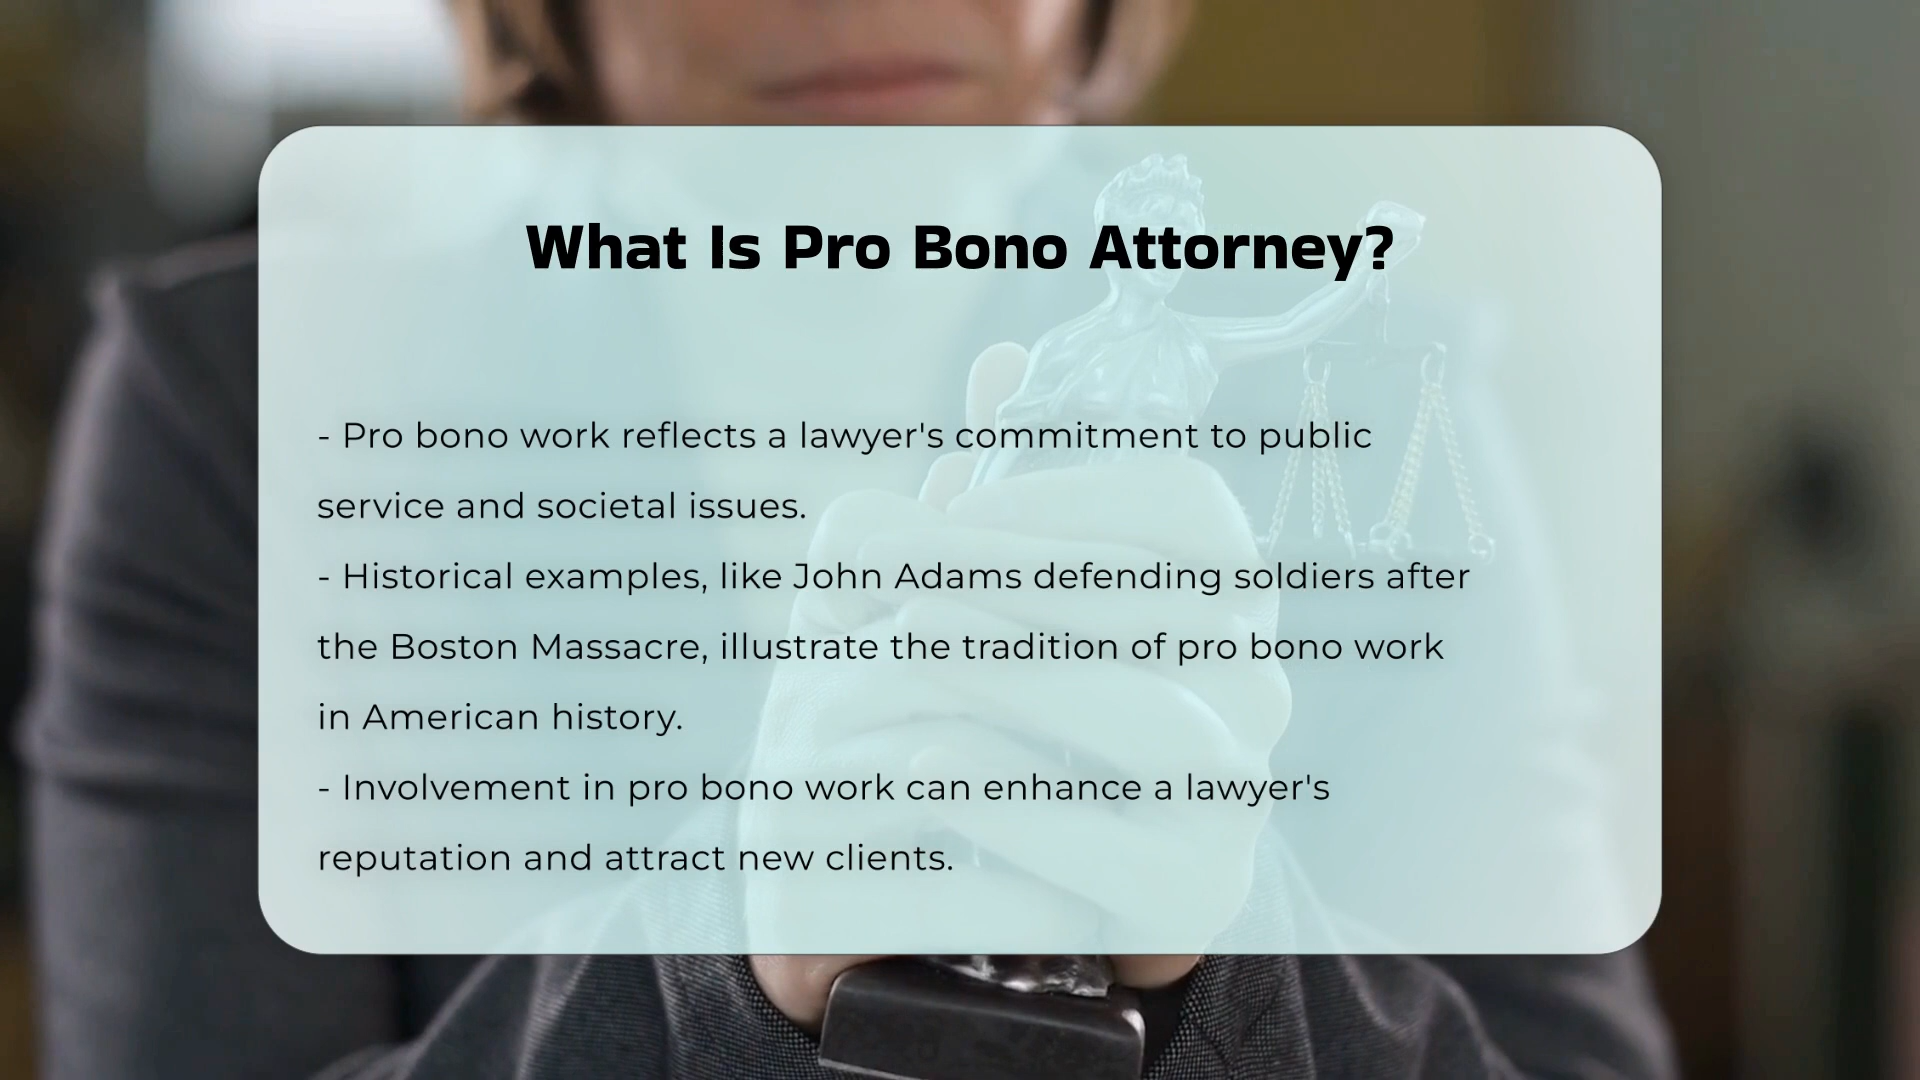 What Is Pro Bono Attorney?
- Pro bono work reflects a lawyer's commitment to public
service and societal issues.
- Historical examples, like John Adams defending soldiers after
the Boston Massacre, illustrate the tradition of pro bono work
in American history.
- Involvement in pro bono work can enhance a lawyer's
reputation and attract new clients.